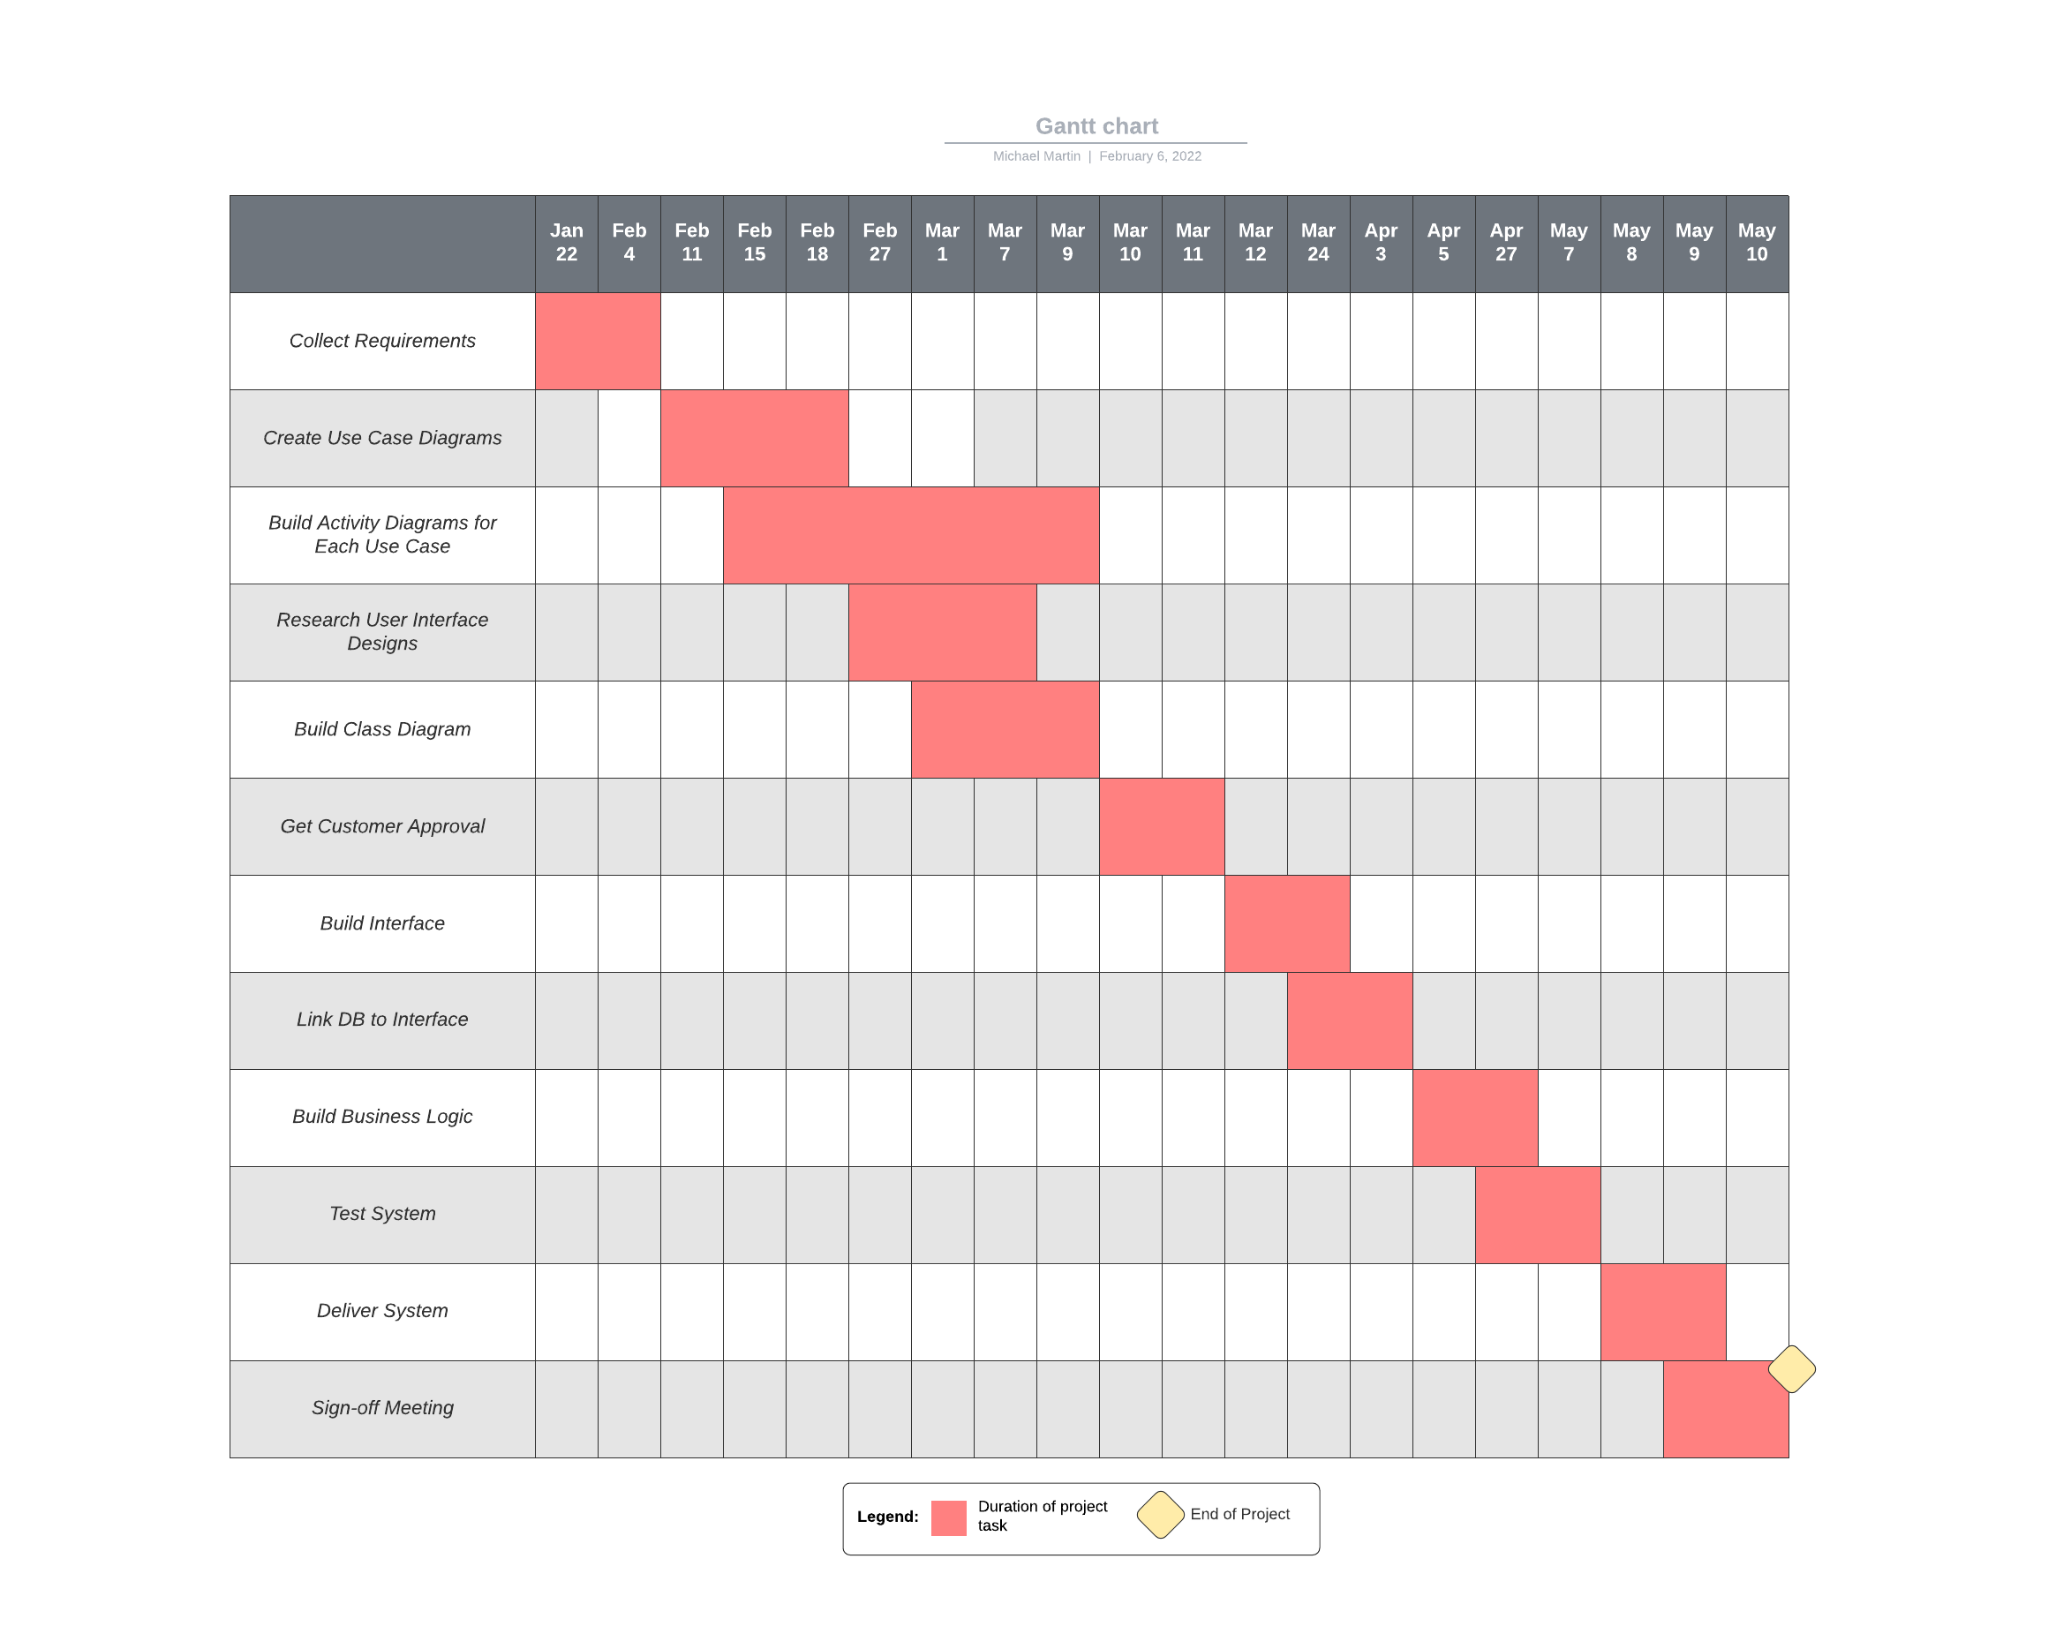 Gantt chart
Michael Martin | February 6, 2022
Jan 22
Feb 4
Feb 11
Feb 15
Feb 18
Feb 27
Mar 1
Mar 7
Mar 9
Mar 10
Mar 11
Mar 12
Mar 24
Apr 3
Apr 5
Apr 27
May 7
May 8
May 9
May 10
Collect Requirements
Create Use Case Diagrams
Build Activity Diagrams for
Each Use Case
Research User Interface
Designs
Build Class Diagram
Get Customer Approval
Build Interface
Link DB to Interface
Build Business Logic
Test System
Deliver System
Sign-off Meeting
Legend:
Duration of project
task
End of Project